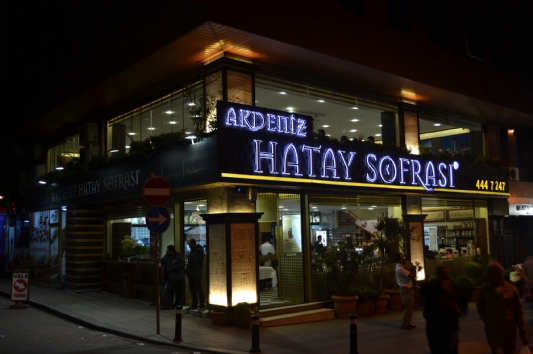 AKDENİZ
HATAY SOFRASI
444 7 247
HATAY SOFRASI